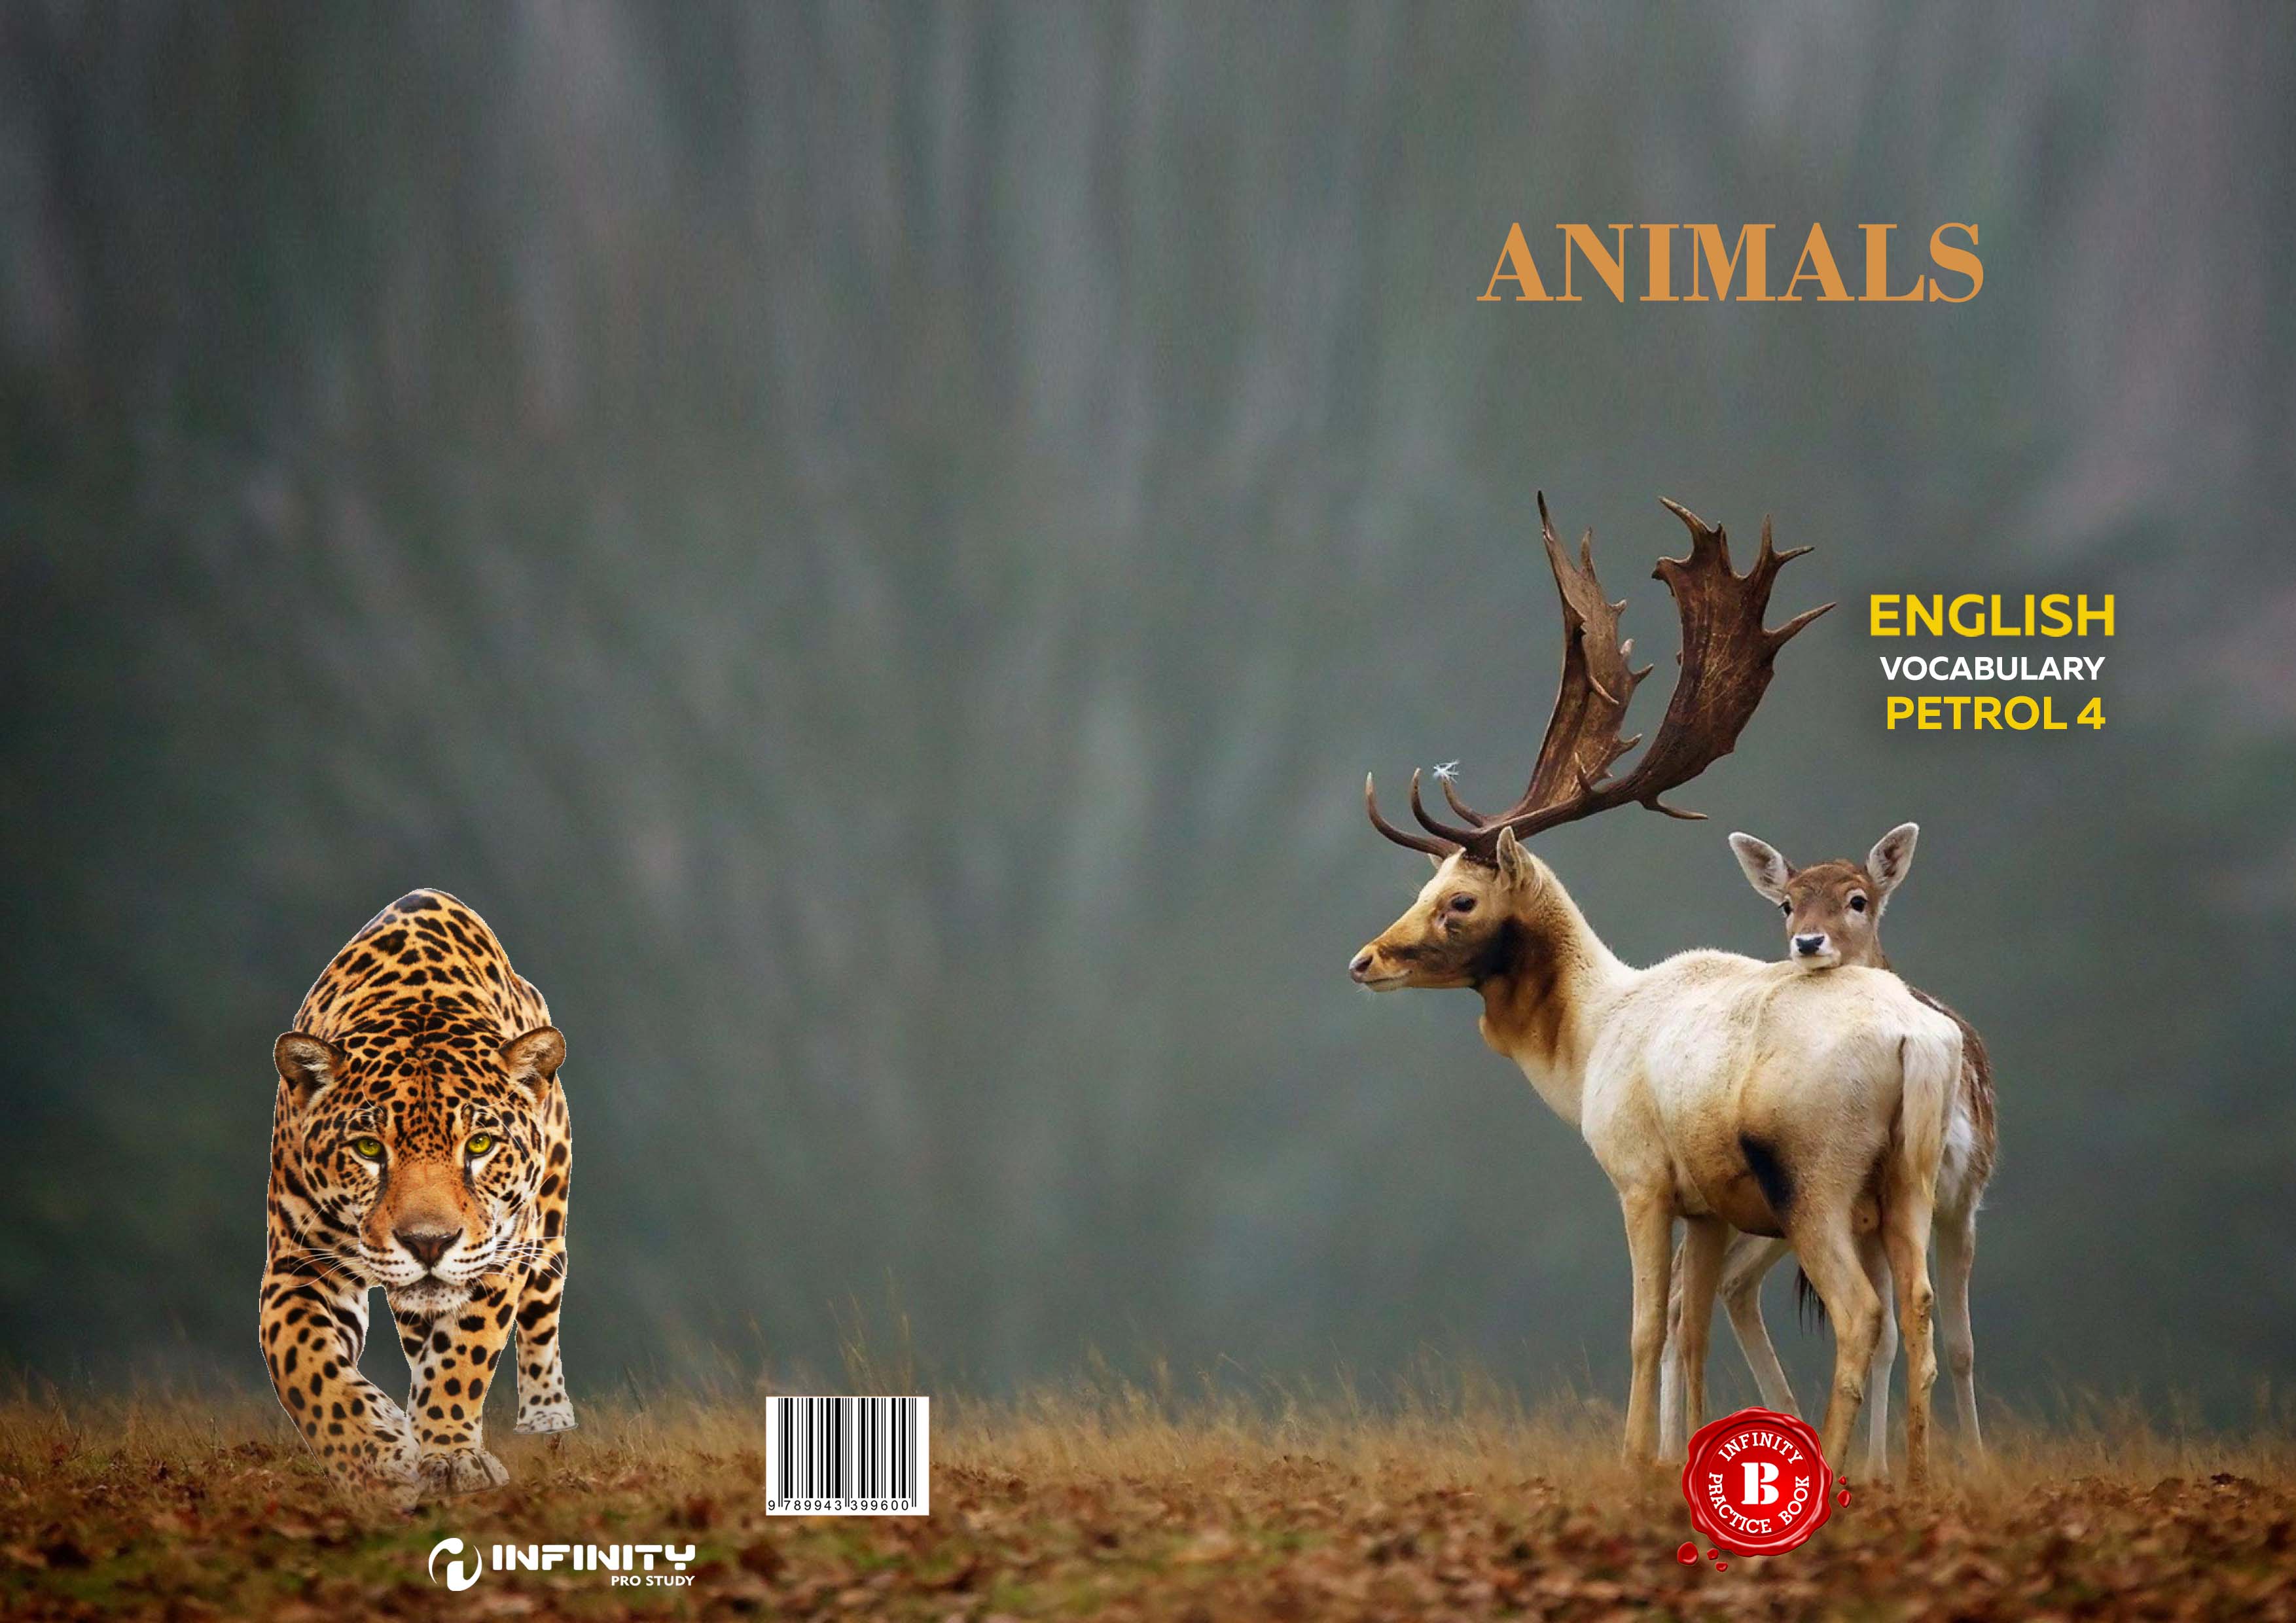 ANIMALS
ENGLISH
VOCABULARY
PETROL 4
9 789943 399600
INFINITY
PRO STUDY
INFINITY
B
PRACTICE BOOK